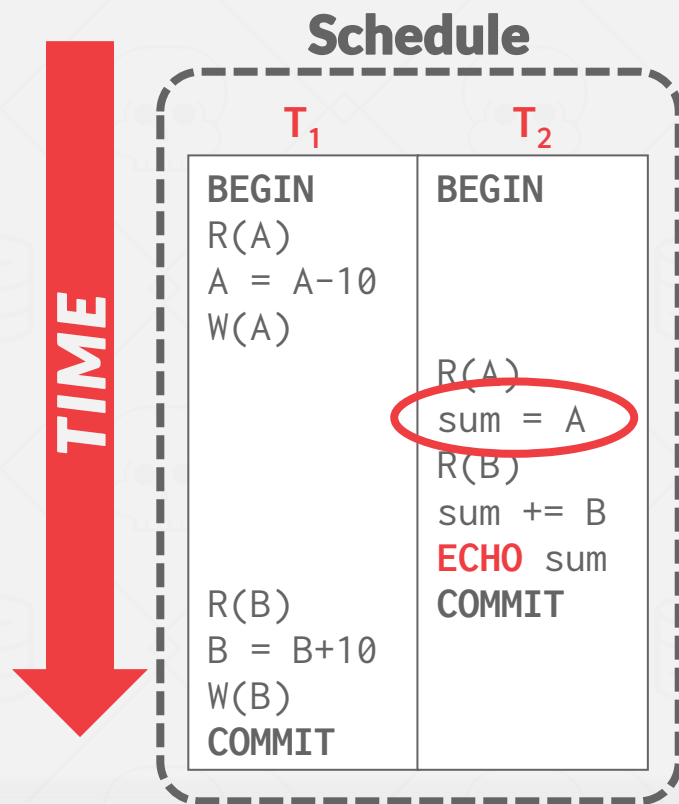 Schedule
TIME
T1 T2
BEGIN BEGIN
R(A)
A = A-10
W(A)
R(A)
sum = A
R(B)
sum += B
ECHO sum
R(B) COMMIT
B = B+10
W(B)
COMMIT